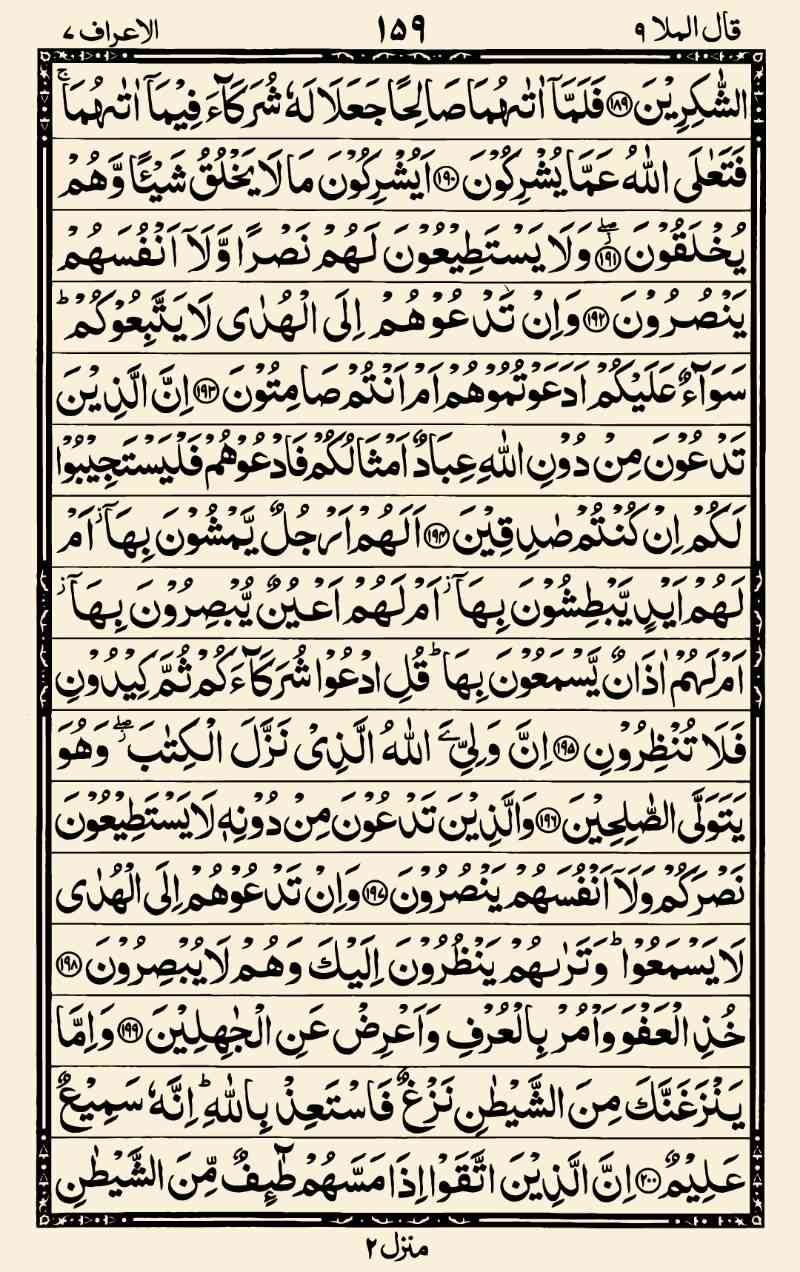 قال الملا ٩ ١٥٩ الاعراف ٧
الشّٰكِرِيْنَ ﴿١٨٩﴾ فَلَمَّاۤ اٰتٰىهُمَا صَالِحًا جَعَلَا لَهٗ شُرَكَآءَ فِيْمَاۤ اٰتٰىهُمَا ۚ
فَتَعٰلَى اللّٰهُ عَمَّا يُشْرِكُوْنَ ﴿١٩٠﴾ اَيُشْرِكُوْنَ مَا لَا يَخْلُقُ شَيْـًٔا وَّهُمْ
يُخْلَقُوْنَ ﴿١٩١﴾ۖز وَلَا يَسْتَطِيْعُوْنَ لَهُمْ نَصْرًا وَّلَاۤ اَنْفُسَهُمْ
يَنْصُرُوْنَ ﴿١٩٢﴾ وَاِنْ تَدْعُوْهُمْ اِلَى الْهُدٰى لَا يَتَّبِعُوْكُمْ ؕ
سَوَآءٌ عَلَيْكُمْ اَدَعَوْتُمُوْهُمْ اَمْ اَنْتُمْ صَامِتُوْنَ ﴿١٩٣﴾ اِنَّ الَّذِيْنَ
تَدْعُوْنَ مِنْ دُوْنِ اللّٰهِ عِبَادٌ اَمْثَالُكُمْ فَادْعُوْهُمْ فَلْيَسْتَجِيْبُوْا
لَكُمْ اِنْ كُنْتُمْ صٰدِقِيْنَ ﴿١٩٤﴾ اَلَهُمْ اَرْجُلٌ يَّمْشُوْنَ بِهَاۤ ز اَمْ
لَهُمْ اَيْدٍ يَّبْطِشُوْنَ بِهَاۤ ز اَمْ لَهُمْ اَعْيُنٌ يُّبْصِرُوْنَ بِهَاۤ ز
اَمْ لَهُمْ اٰذَانٌ يَّسْمَعُوْنَ بِهَا ؕ قُلِ ادْعُوْا شُرَكَآءَكُمْ ثُمَّ كِيْدُوْنِ
فَلَا تُنْظِرُوْنِ ﴿١٩٥﴾ اِنَّ وَلِيِّ َۧ اللّٰهُ الَّذِيْ نَزَّلَ الْكِتٰبَ ۖز وَهُوَ
يَتَوَلَّى الصّٰلِحِيْنَ ﴿١٩٦﴾ وَالَّذِيْنَ تَدْعُوْنَ مِنْ دُوْنِهٖ لَا يَسْتَطِيْعُوْنَ
نَصْرَكُمْ وَلَاۤ اَنْفُسَهُمْ يَنْصُرُوْنَ ﴿١٩٧﴾ وَاِنْ تَدْعُوْهُمْ اِلَى الْهُدٰى
لَا يَسْمَعُوْا ؕ وَتَرٰىهُمْ يَنْظُرُوْنَ اِلَيْكَ وَهُمْ لَا يُبْصِرُوْنَ ﴿١٩٨﴾
خُذِ الْعَفْوَ وَاْمُرْ بِالْعُرْفِ وَاَعْرِضْ عَنِ الْجٰهِلِيْنَ ﴿١٩٩﴾ وَاِمَّا
يَنْزَغَنَّكَ مِنَ الشَّيْطٰنِ نَزْغٌ فَاسْتَعِذْ بِاللّٰهِ ؕ اِنَّهٗ سَمِيْعٌ
عَلِيْمٌ ﴿٢٠٠﴾ اِنَّ الَّذِيْنَ اتَّقَوْا اِذَا مَسَّهُمْ طٰٓئِفٌ مِّنَ الشَّيْطٰنِ
منزل ٢